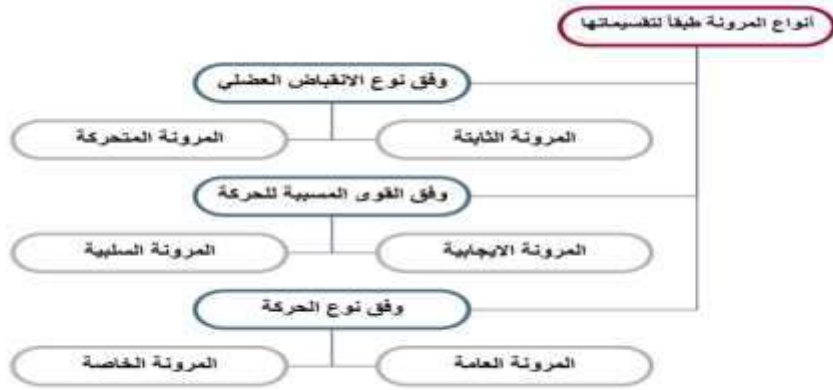 أنواع المرونة طبقاً لتقسيماتها
وفق نوع الانقباض العضلي
المرونة الثابتة
المرونة المتحركة
وفق القوى المسببة للحركة
المرونة الايجابية
المرونة السلبية
وفق نوع الحركة
المرونة العامة
المرونة الخاصة